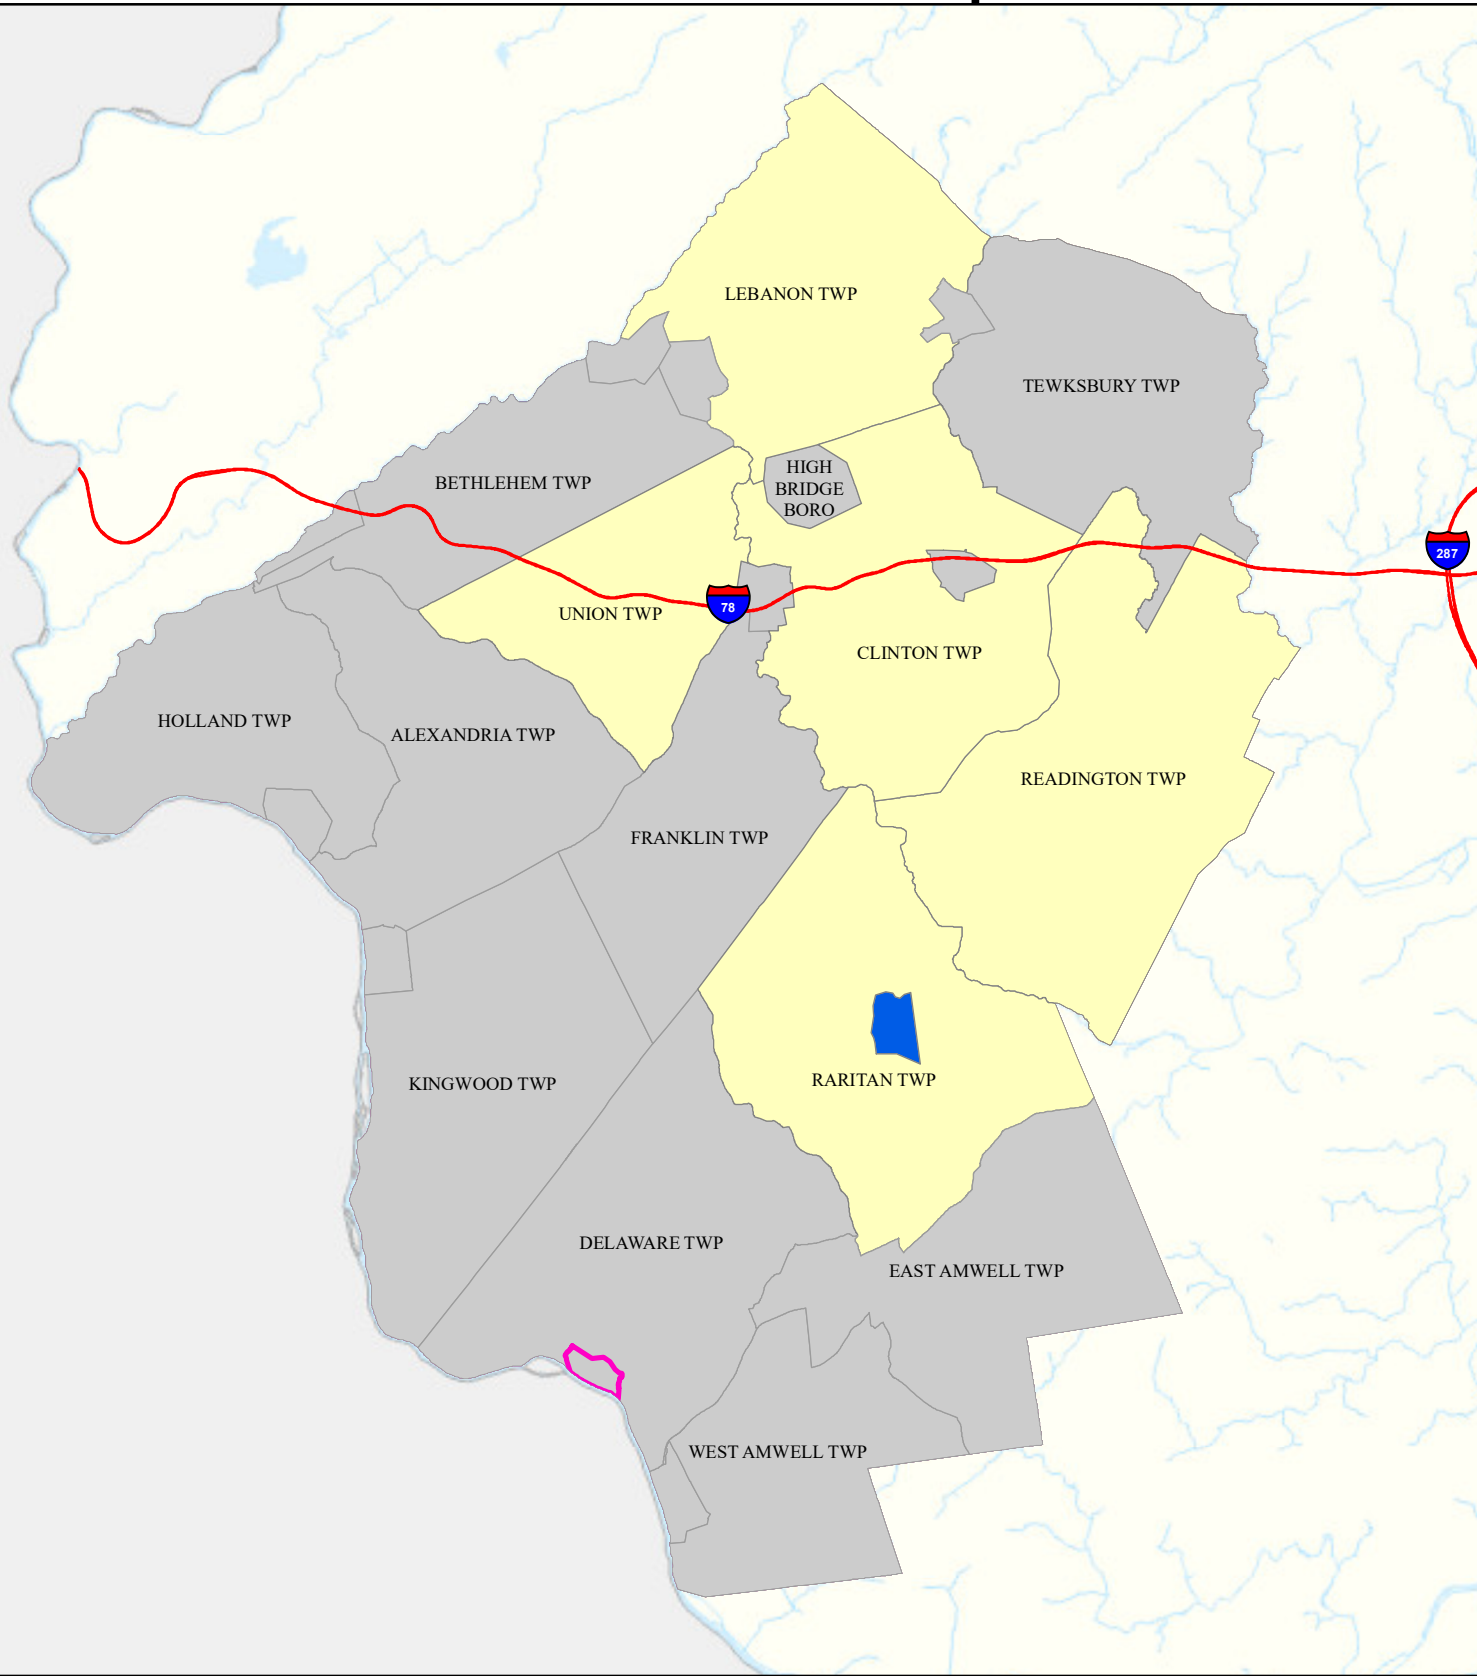 LEBANON TWP
TEWKSBURY TWP
HIGH
BRIDGE
BORO
BETHLEHEM TWP
287
78
UNION TWP
CLINTON TWP
HOLLAND TWP
ALEXANDRIA TWP
READINGTON TWP
FRANKLIN TWP
RARITAN TWP
KINGWOOD TWP
DELAWARE TWP
EAST AMWELL TWP
WEST AMWELL TWP